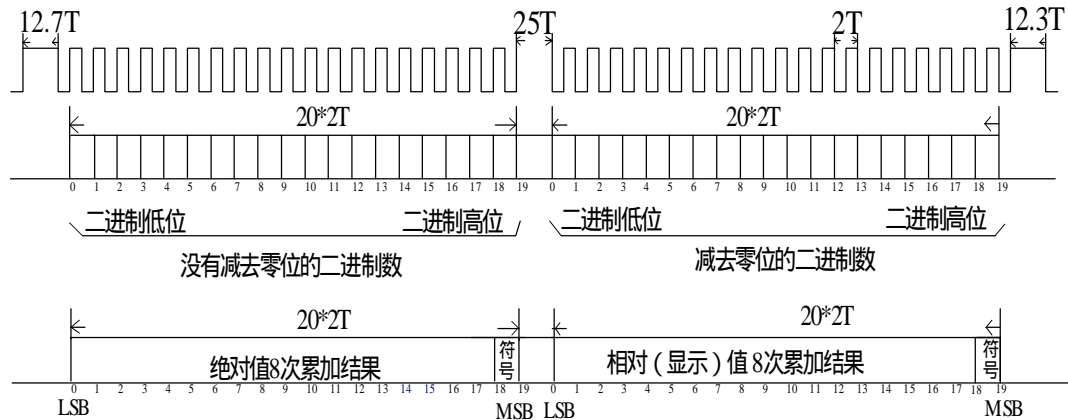 12.7T 25T 2T 12.3T
20*2T 20*2T
0 1 2 3 4 5 6 7 8 9 10 11 12 13 14 15 16 17 18 19 0 1 2 3 4 5 6 7 8 9 10 11 12 13 14 15 16 17 18 19
二进制低位 二进制高位 二进制低位 二进制高位
没有减去零位的二进制数 减去零位的二进制数
20*2T 20*2T
绝对值8次累加结果 符号 相对(显示)值 8次累加结果 符号
0 1 2 3 4 5 6 7 8 9 10 11 12 13 14 15 16 17 18 19 0 1 2 3 4 5 6 7 8 9 10 11 12 13 14 15 16 17 18 19
LSB MSB LSB MSB